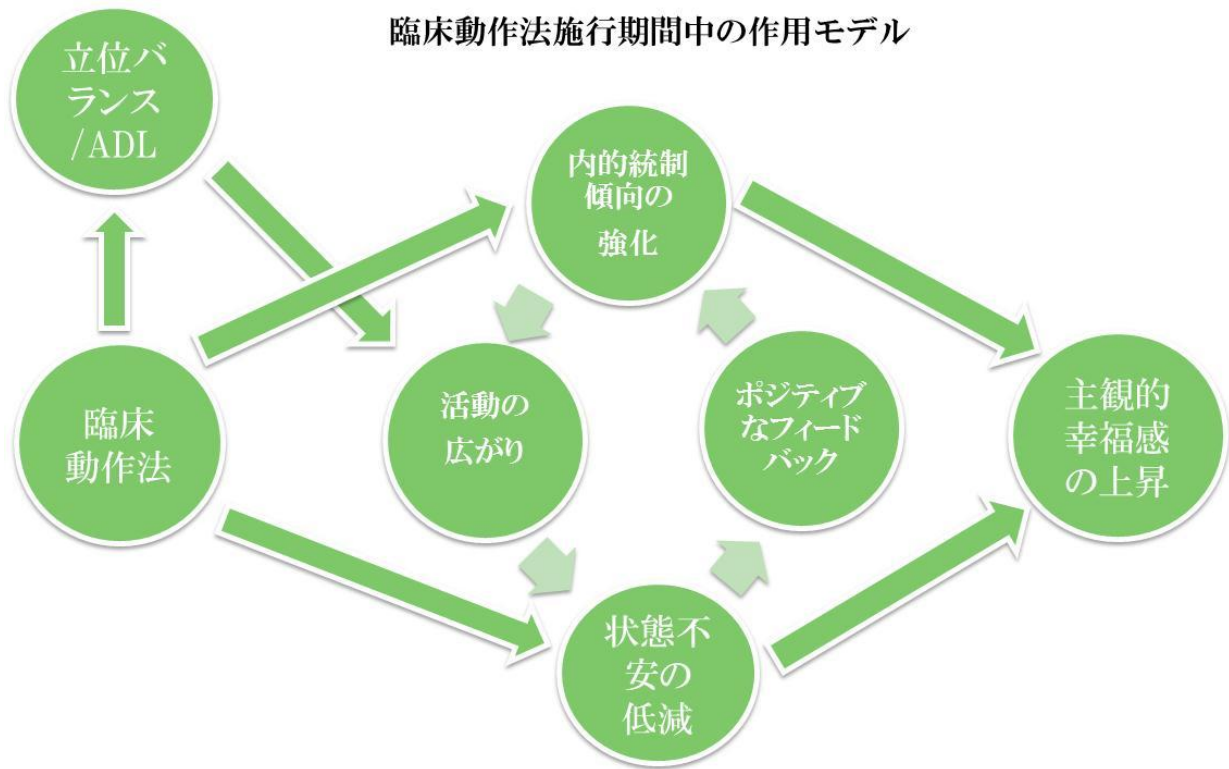 臨床動作法施行期間中の作用モデル
立位バ
ランス
/ADL
内的統制
傾向の
強化
臨床
動作法
活動の
広がり
ポジティブ
なフィード
バック
主観的
幸福感
の上昇
状態不
安の
低減